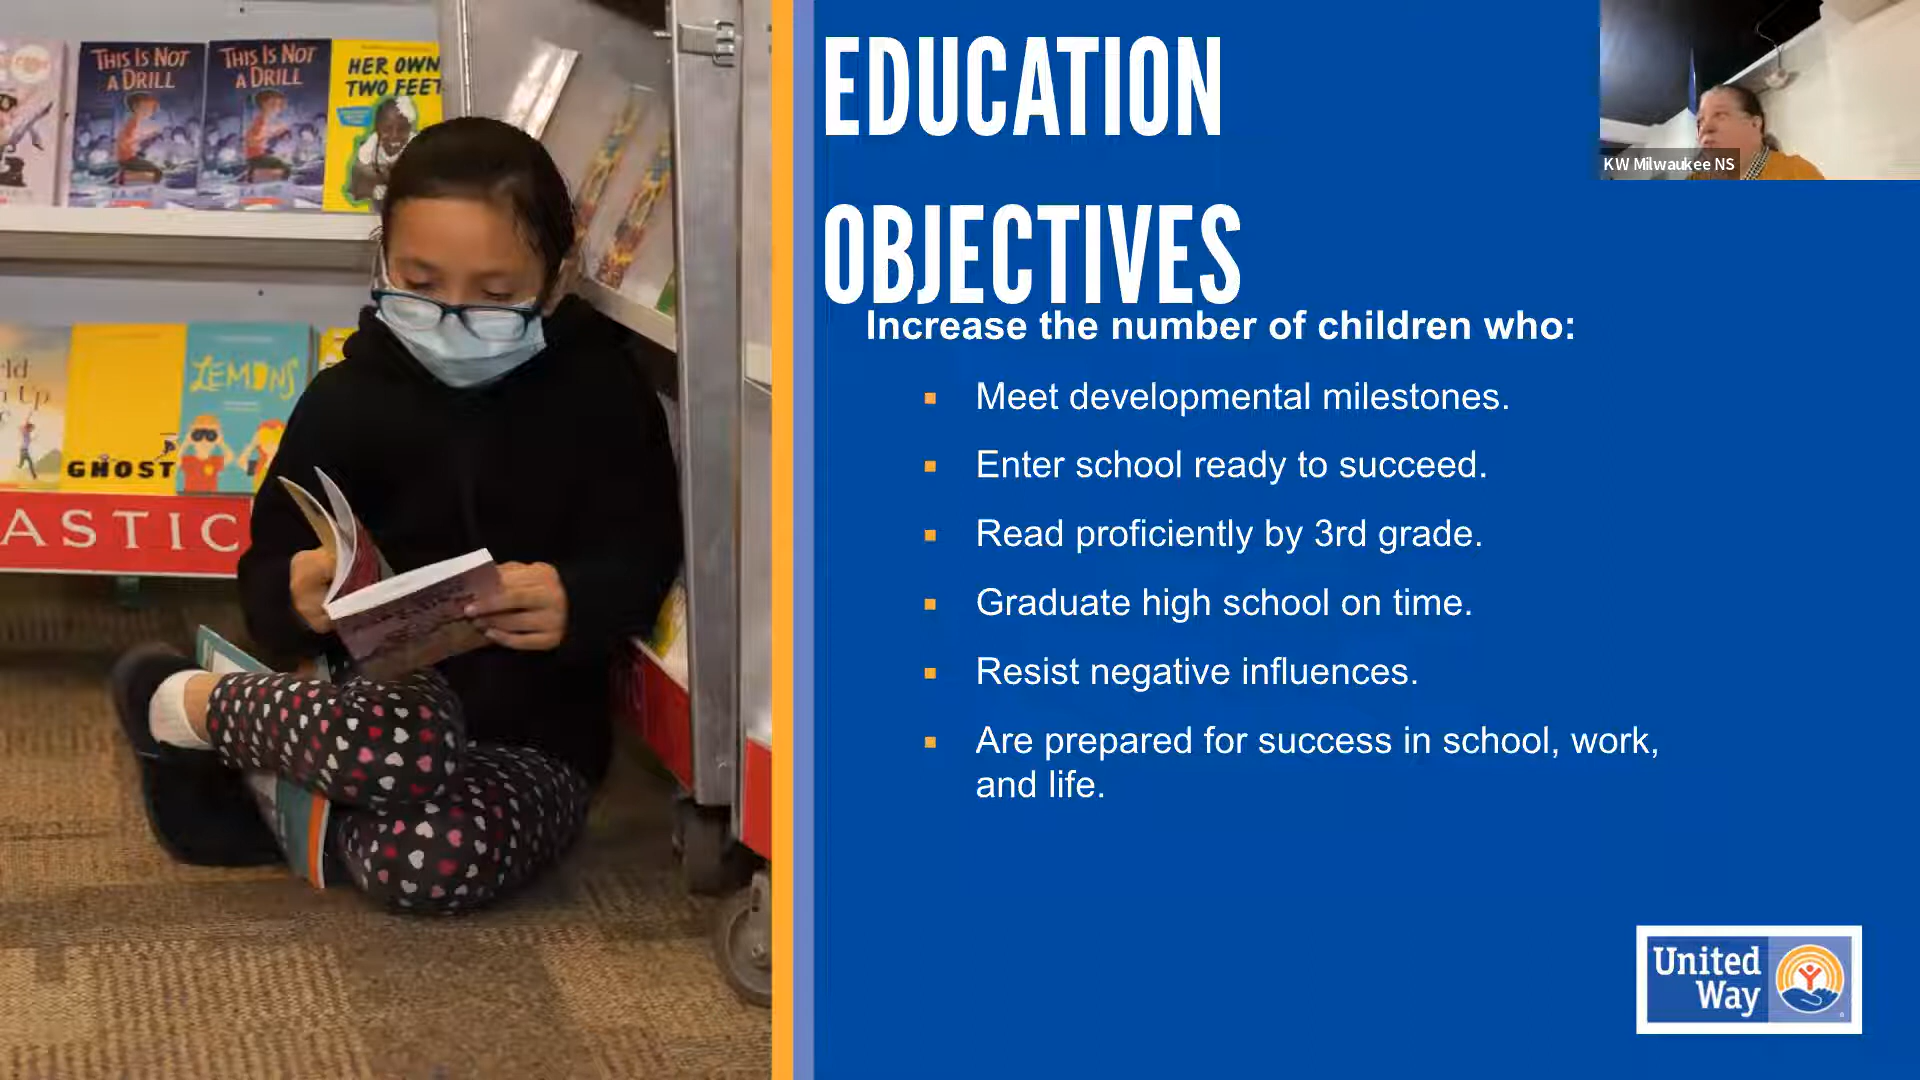 THIS IS NOT
A DRILL
THIS IS NOT
A DRILL
HER OWN
TWO FEET
LEMONS
GHOST
ASTIC
EDUCATION
OBJECTIVES
Increase the number of children who:
Meet developmental milestones.
Enter school ready to succeed.
Read proficiently by 3rd grade.
Graduate high school on time.
Resist negative influences.
Are prepared for success in school, work,
and life.
KW Milwaukee NS
United
Way